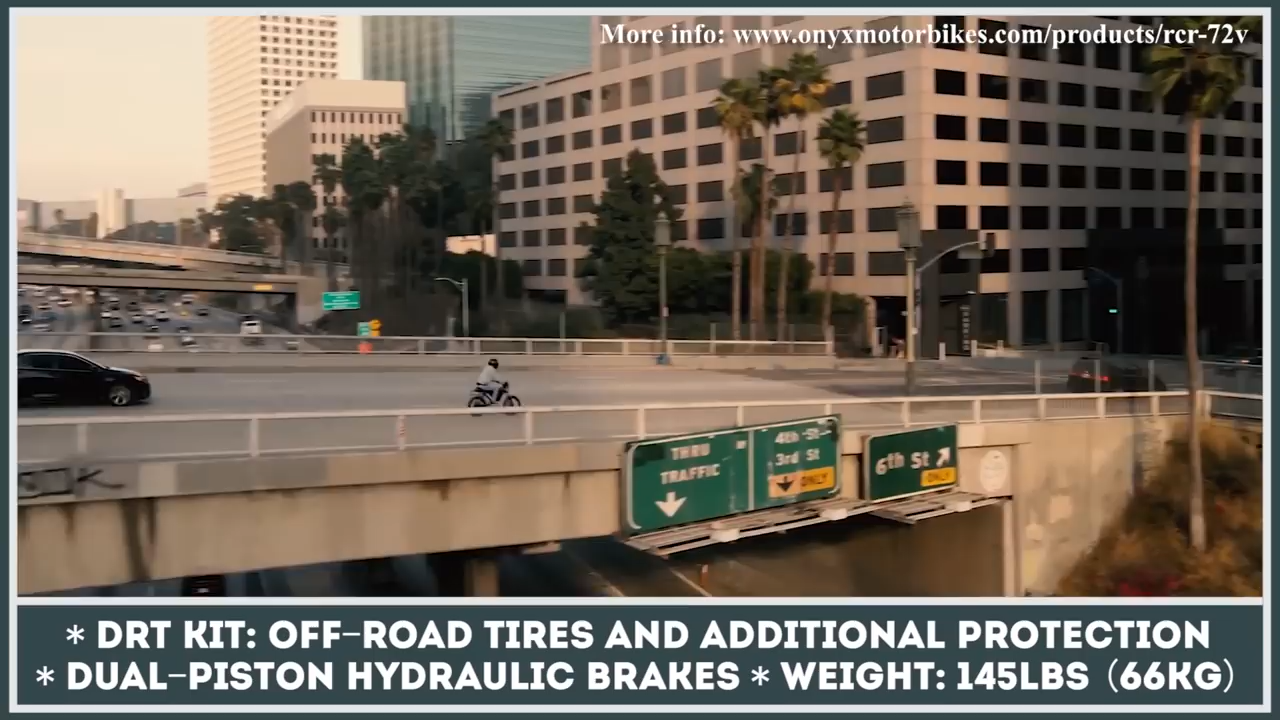 More info: www.onyxmotorbikes.com/products/rcr-72v
THRU
TRAFFIC
4th St
3rd St
ONLY
6th St
ONLY
* DRT KIT: OFF-ROAD TIRES AND ADDITIONAL PROTECTION
* DUAL-PISTON HYDRAULIC BRAKES * WEIGHT: 145LBS (66KG)